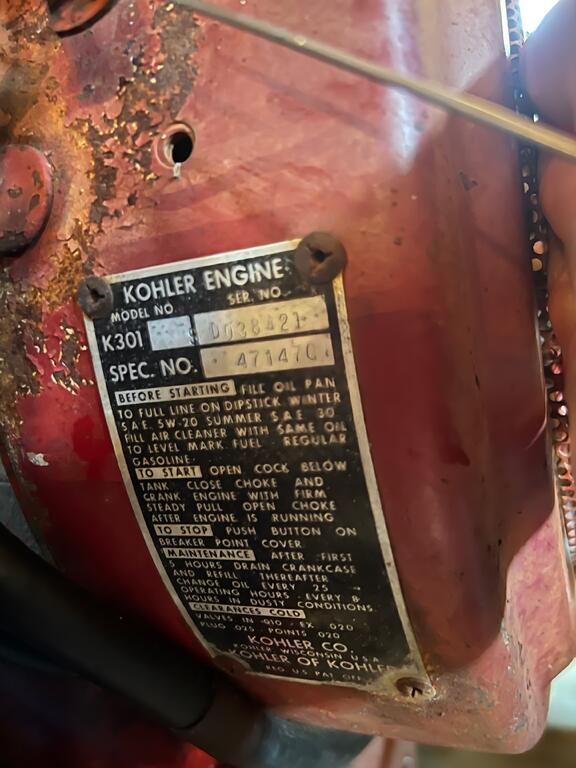 KOHLER ENGINE
MODEL NO. SER. NO.
K301 S D038421
SPEC. NO. 47147C
BEFORE STARTING FILL OIL PAN
TO FULL LINE ON DIPSTICK WINTER
S A E. 5W-20 SUMMER S A E 30
FILL AIR CLEANER WITH SAME OIL
TO LEVEL MARK FUEL REGULAR
GASOLINE.
TO START OPEN COCK BELOW
TANK CLOSE CHOKE AND
CRANK ENGINE WITH FIRM
STEADY PULL OPEN CHOKE
AFTER ENGINE IS RUNNING
TO STOP PUSH BUTTON ON
BREAKER POINT COVER
MAINTENANCE AFTER FIRST
5 HOURS DRAIN CRANKCASE
AND REFILL THEREAFTER
CHANGE OIL EVERY 25
OPERATING HOURS EVERY 8
HOURS IN DUSTY CONDITIONS.
CLEARANCES COLD
VALVES IN .010 - EX. .020
PLUG .025 POINTS .020
KOHLER CO.
KOHLER WISCONSIN U.S.A.
KOHLER OF KOHLER
REG U S PAT OFF